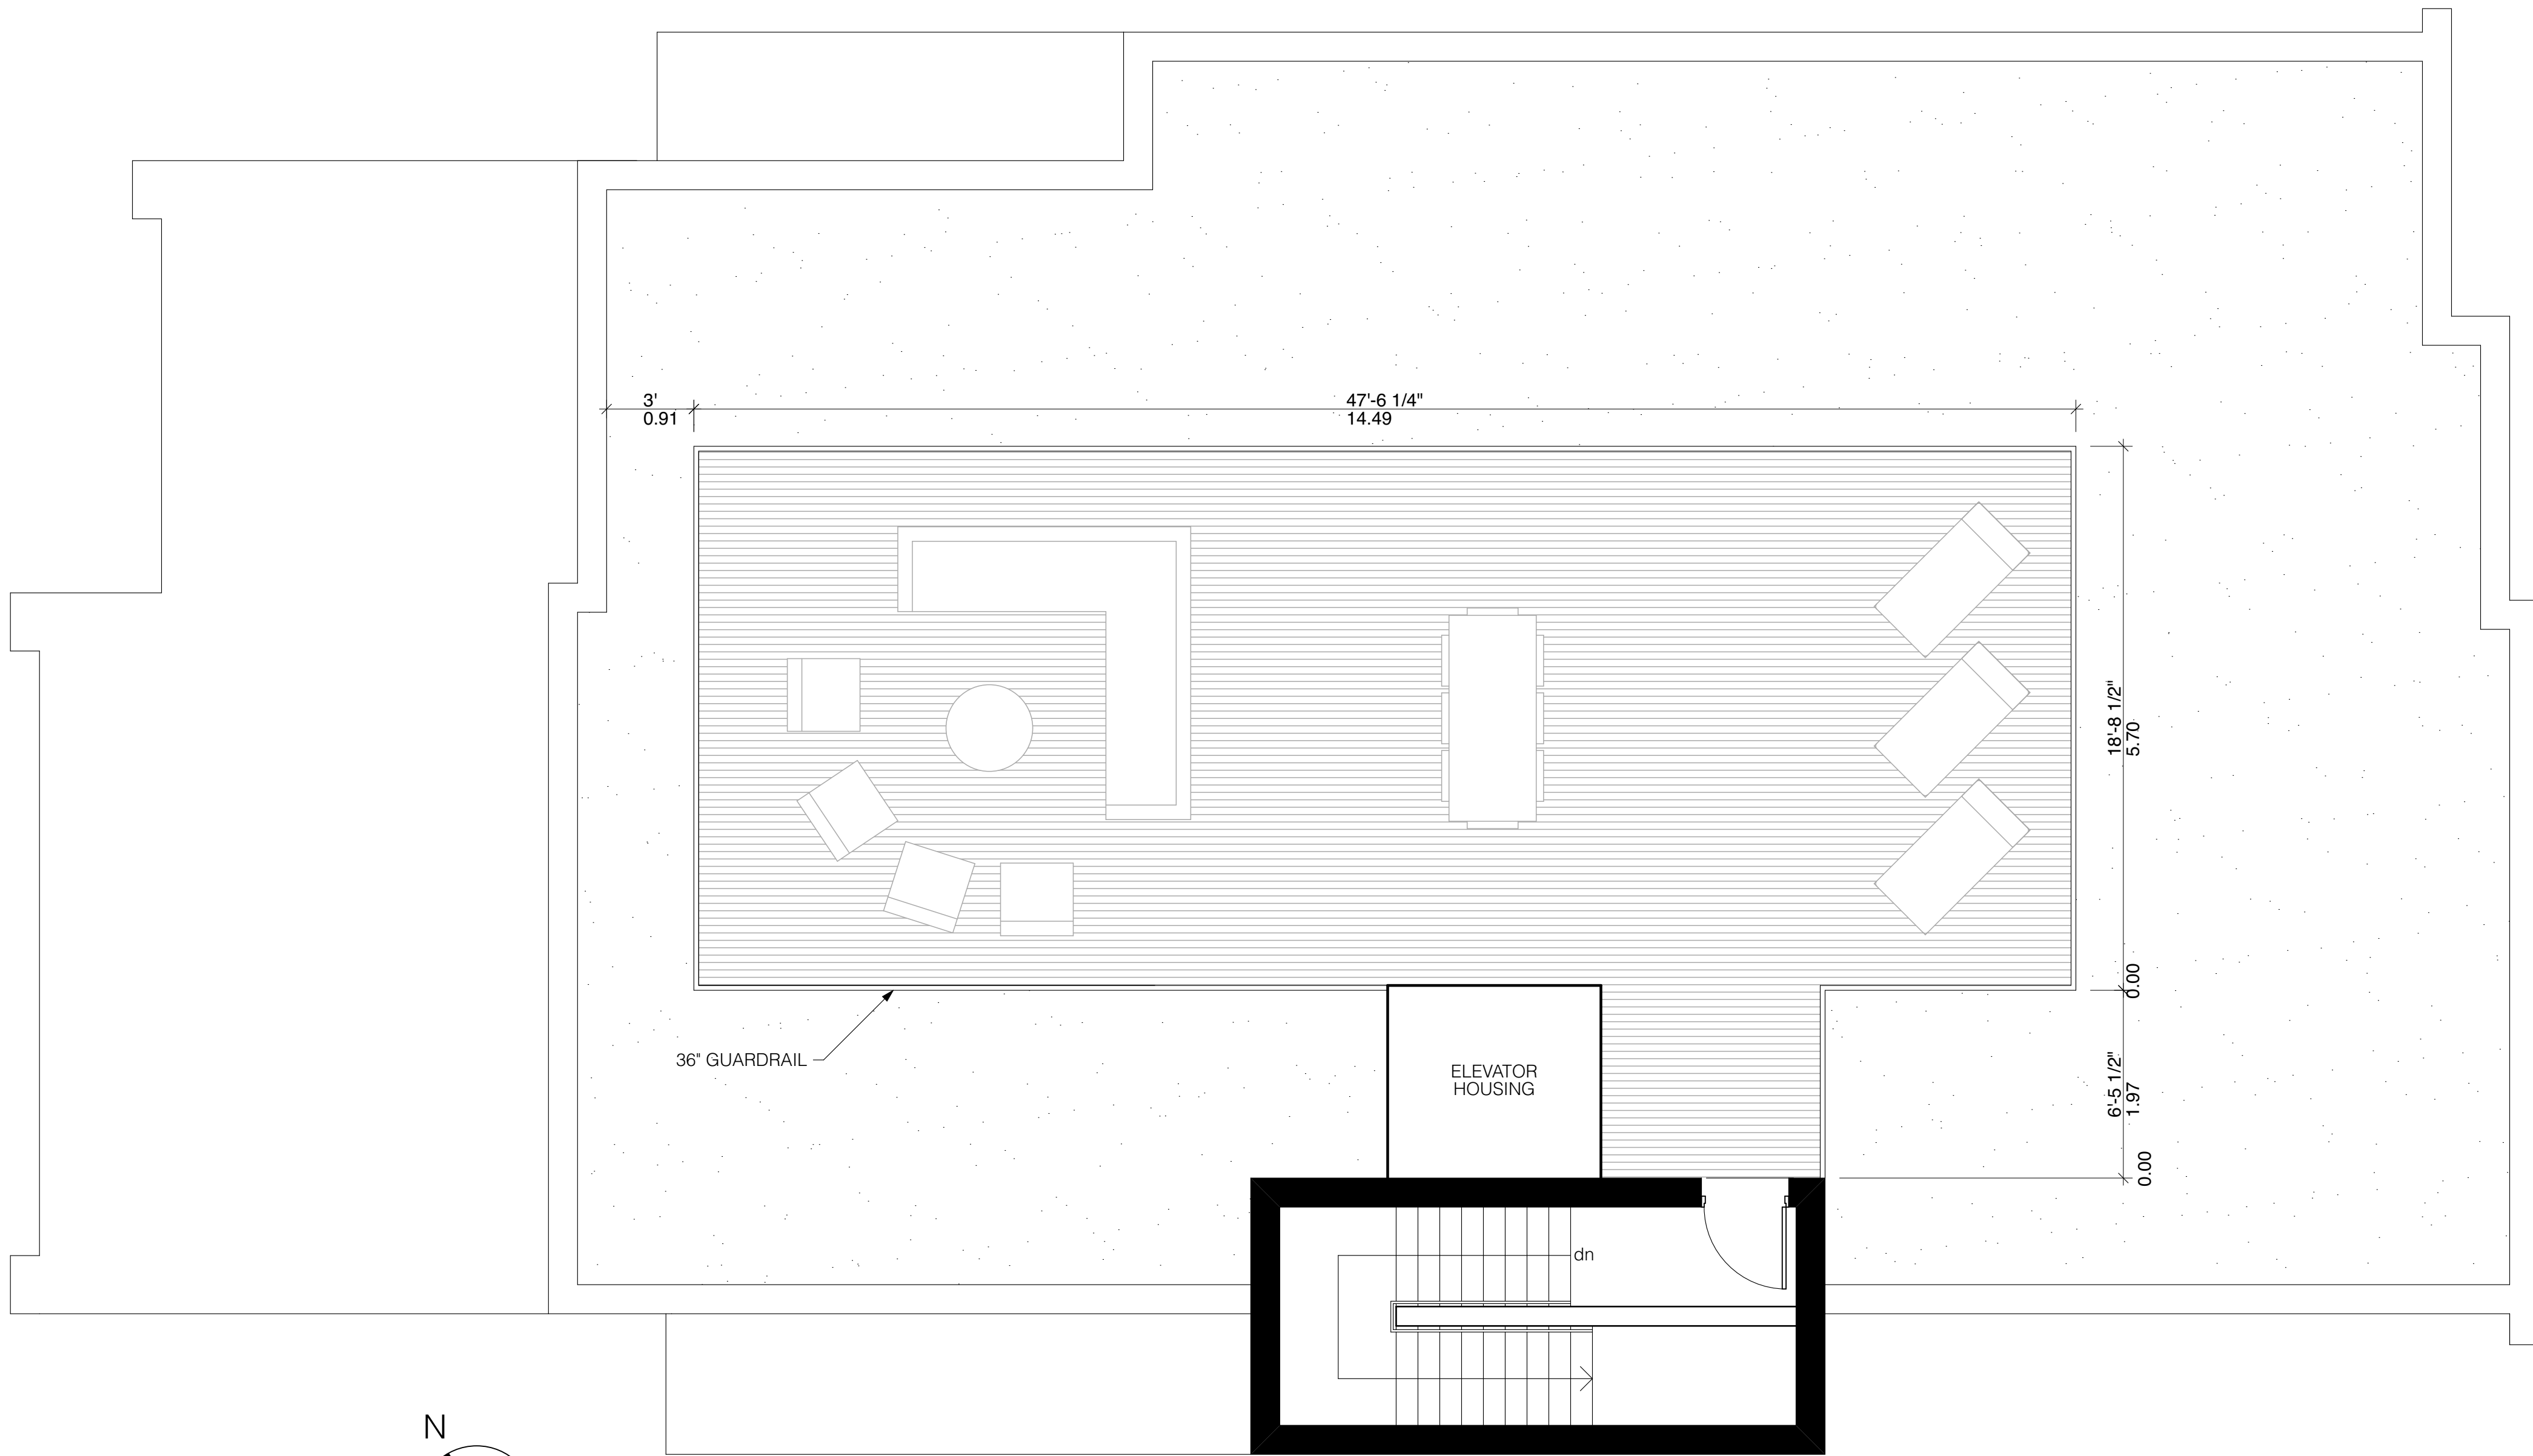 3'
0.91
47'-6 1/4"
14.49
18'-8 1/2"
5.70
0.00
36" GUARDRAIL
ELEVATOR
HOUSING
6'-5 1/2"
1.97
0.00
dn
N